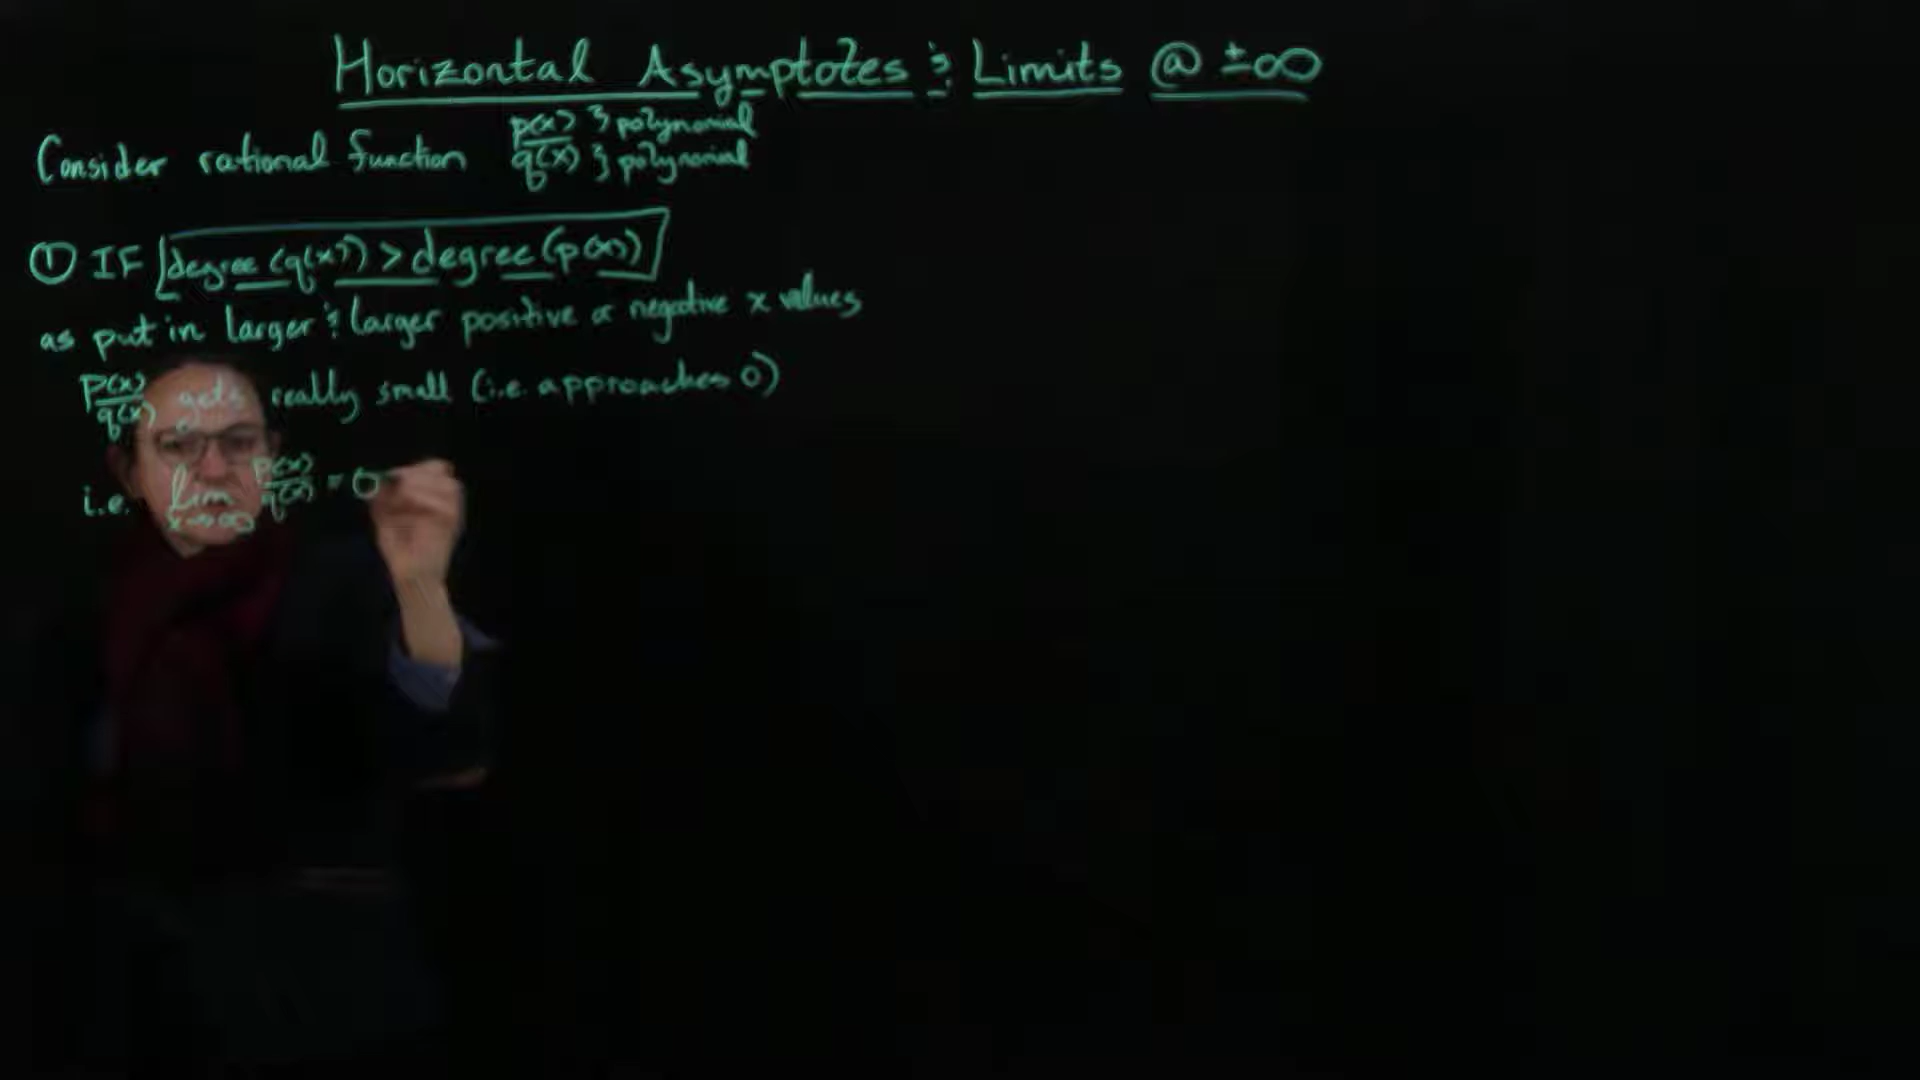 Horizontal Asymptotes & Limits @ ±∞
Consider rational function p(x) } polynomial
q(x) } polynomial
① IF degree (q(x)) > degree (p(x))
as put in larger & larger positive or negative x values
p(x)/q(x) gets really small (i.e. approaches 0)
i.e. lim x→∞ p(x)/q(x) = 0